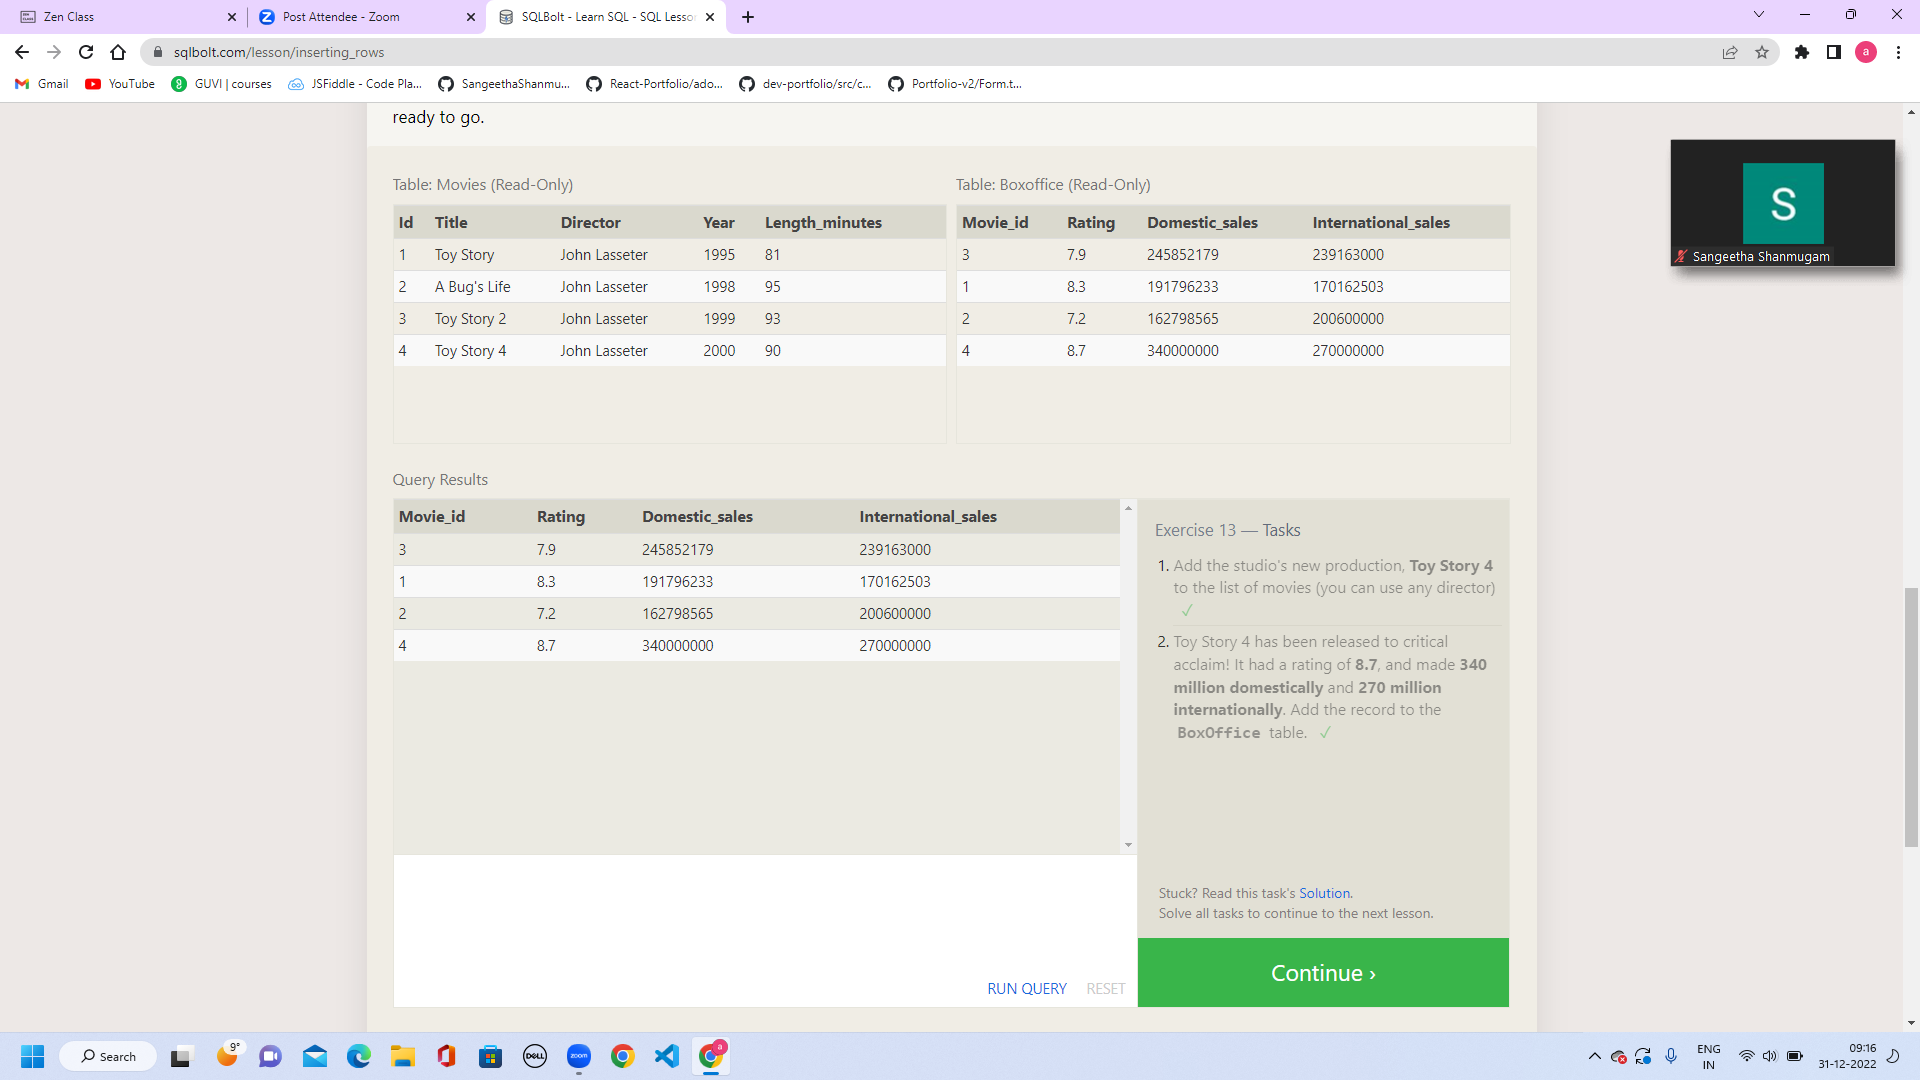 Zen Class
Post Attendee - Zoom
SQLBolt - Learn SQL - SQL Lesso
sqlbolt.com/lesson/inserting_rows
a
Gmail
YouTube
GUVI | courses
JSFiddle - Code Pla...
SangeethaShanmu...
React-Portfolio/ado...
dev-portfolio/src/c...
Portfolio-v2/Form.t...
ready to go.
S
Sangeetha Shanmugam
Table: Movies (Read-Only)
Id Title Director Year Length_minutes
1 Toy Story John Lasseter 1995 81
2 A Bug's Life John Lasseter 1998 95
3 Toy Story 2 John Lasseter 1999 93
4 Toy Story 4 John Lasseter 2000 90
Table: Boxoffice (Read-Only)
Movie_id Rating Domestic_sales International_sales
3 7.9 245852179 239163000
1 8.3 191796233 170162503
2 7.2 162798565 200600000
4 8.7 340000000 270000000
Query Results
Movie_id Rating Domestic_sales International_sales
3 7.9 245852179 239163000
1 8.3 191796233 170162503
2 7.2 162798565 200600000
4 8.7 340000000 270000000
RUN QUERY RESET
Exercise 13 — Tasks
1. Add the studio's new production, Toy Story 4
to the list of movies (you can use any director)
✓
2. Toy Story 4 has been released to critical
acclaim! It had a rating of 8.7, and made 340
million domestically and 270 million
internationally. Add the record to the
BoxOffice table. ✓
Stuck? Read this task's Solution.
Solve all tasks to continue to the next lesson.
Continue ›
Search
9°
DELL
zoom
a
ENG
IN
09:16
31-12-2022